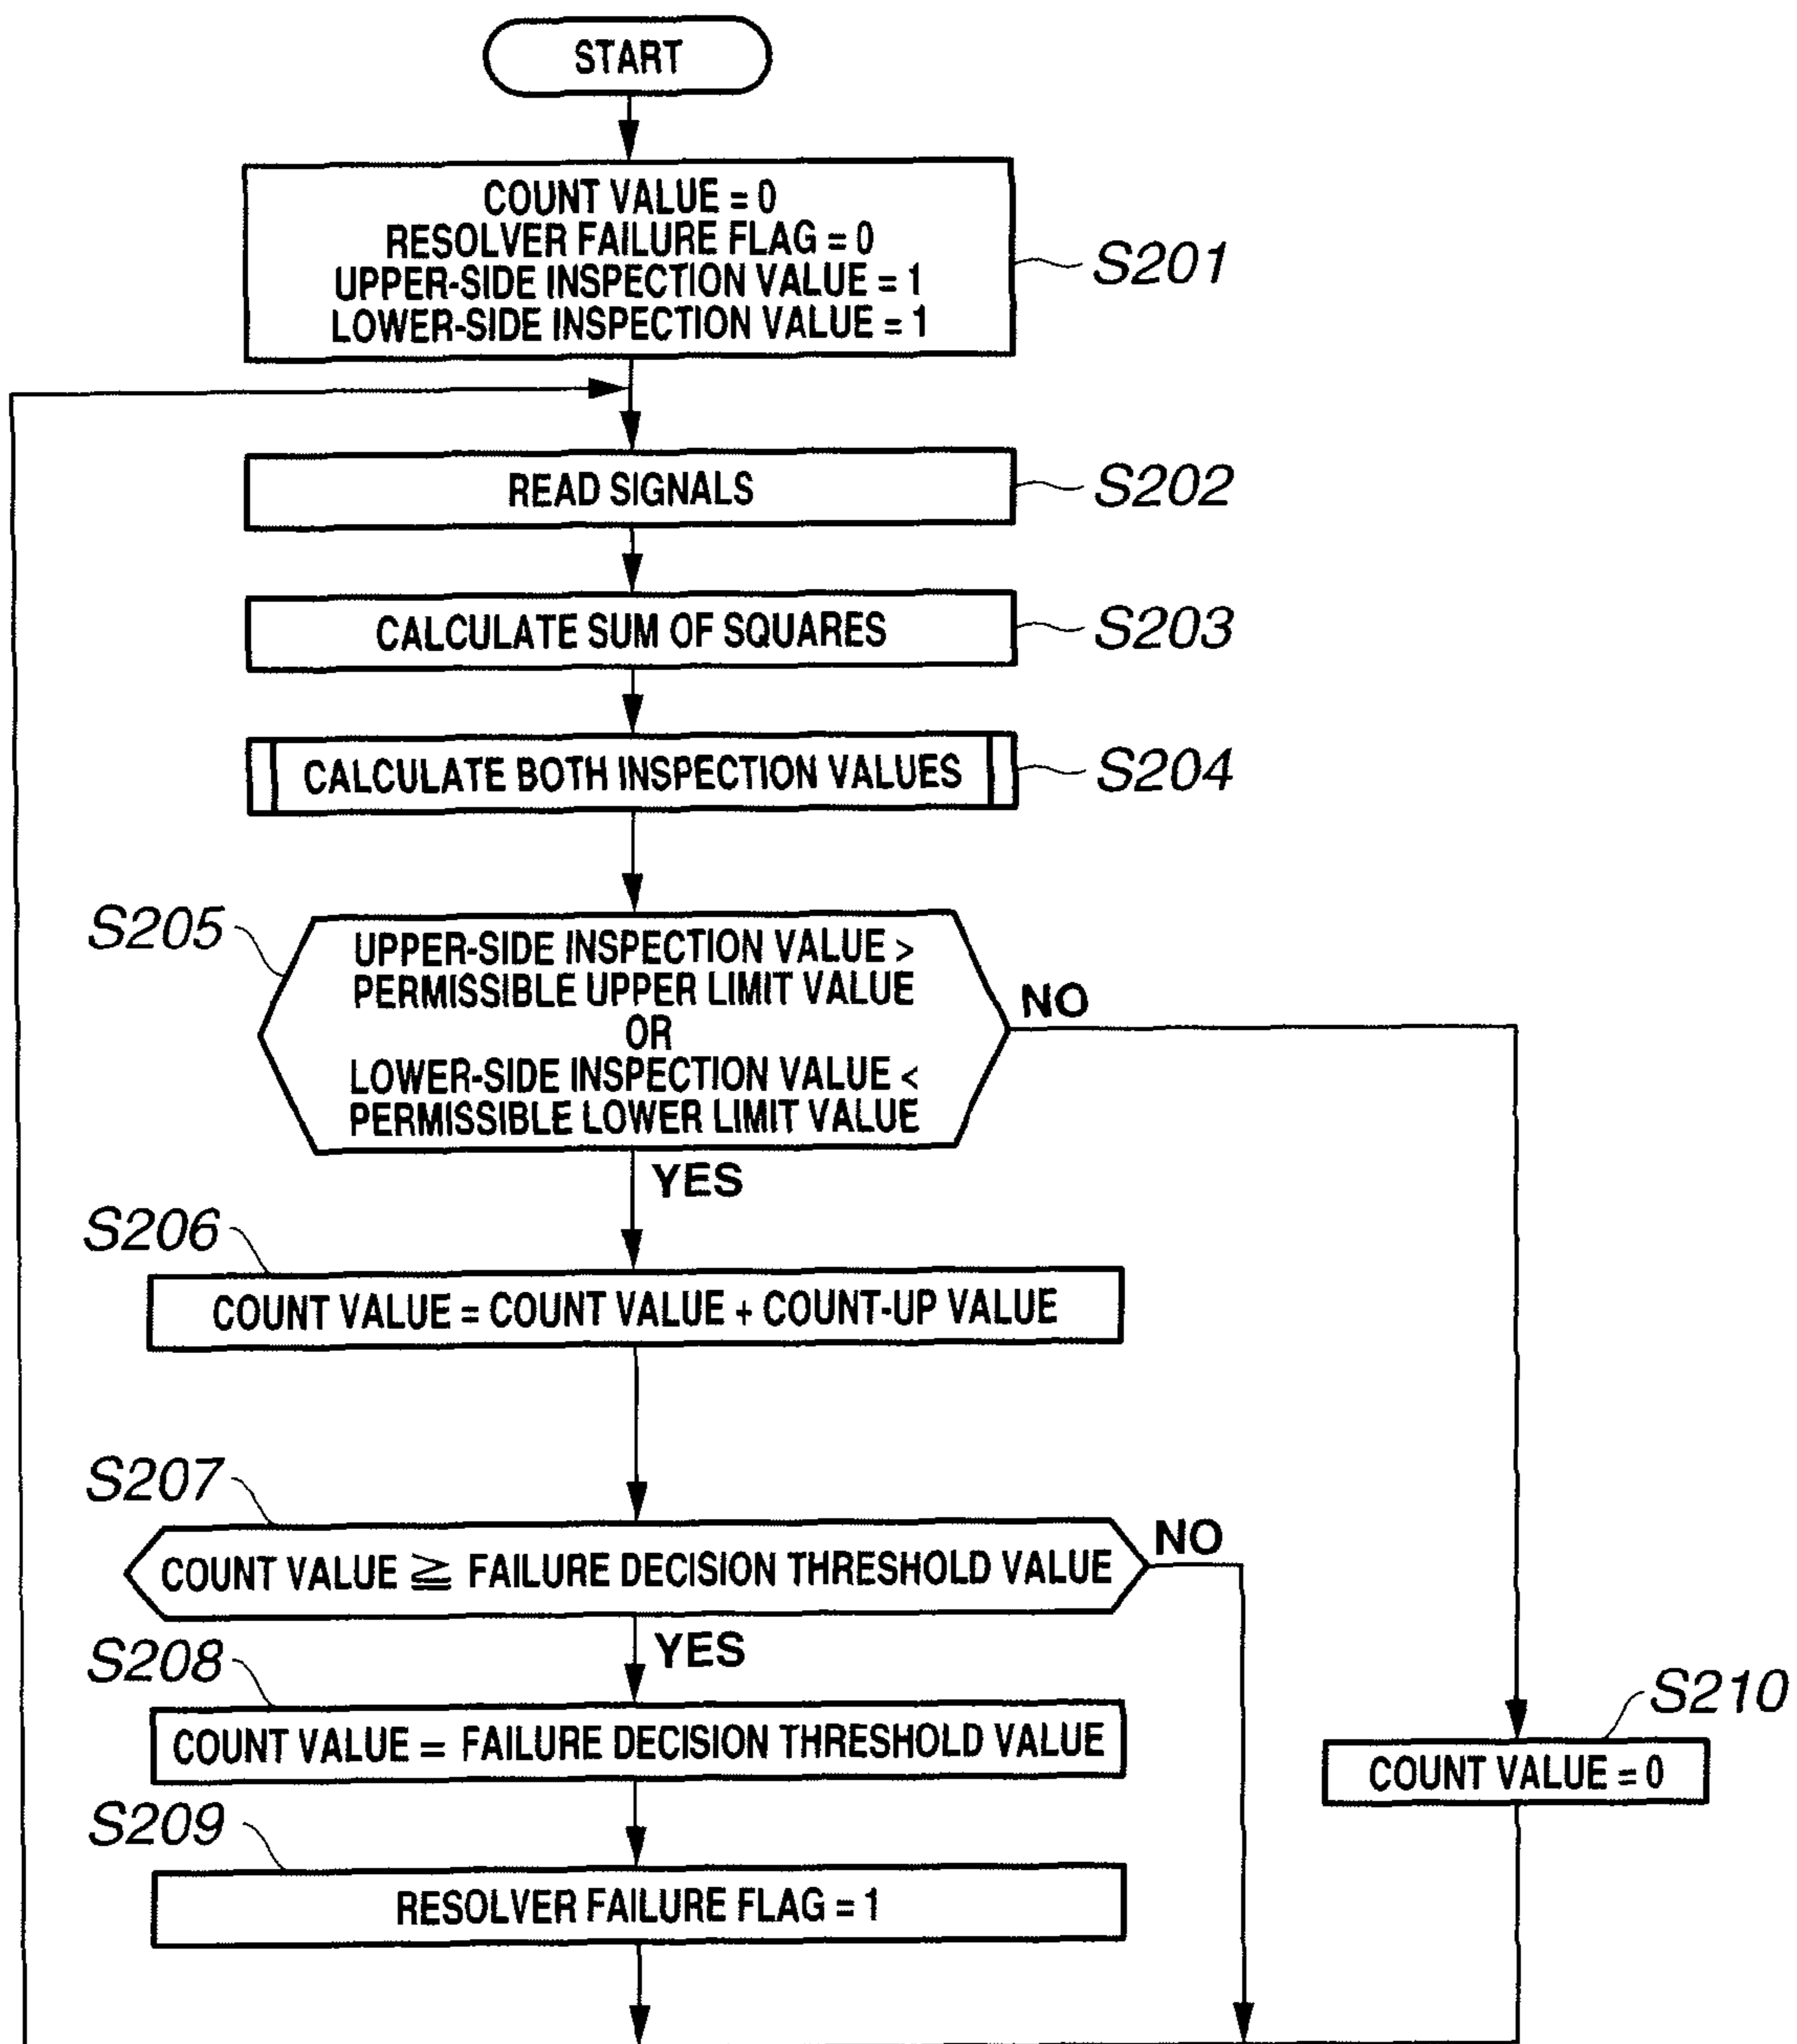 START
COUNT VALUE = 0
RESOLVER FAILURE FLAG = 0
UPPER-SIDE INSPECTION VALUE = 1
LOWER-SIDE INSPECTION VALUE = 1
S201
READ SIGNALS
S202
CALCULATE SUM OF SQUARES
S203
CALCULATE BOTH INSPECTION VALUES
S204
S205
UPPER-SIDE INSPECTION VALUE >
PERMISSIBLE UPPER LIMIT VALUE
OR
LOWER-SIDE INSPECTION VALUE <
PERMISSIBLE LOWER LIMIT VALUE
NO
YES
S206
COUNT VALUE = COUNT VALUE + COUNT-UP VALUE
S207
COUNT VALUE ≧ FAILURE DECISION THRESHOLD VALUE
NO
YES
S208
COUNT VALUE = FAILURE DECISION THRESHOLD VALUE
S210
COUNT VALUE = 0
S209
RESOLVER FAILURE FLAG = 1